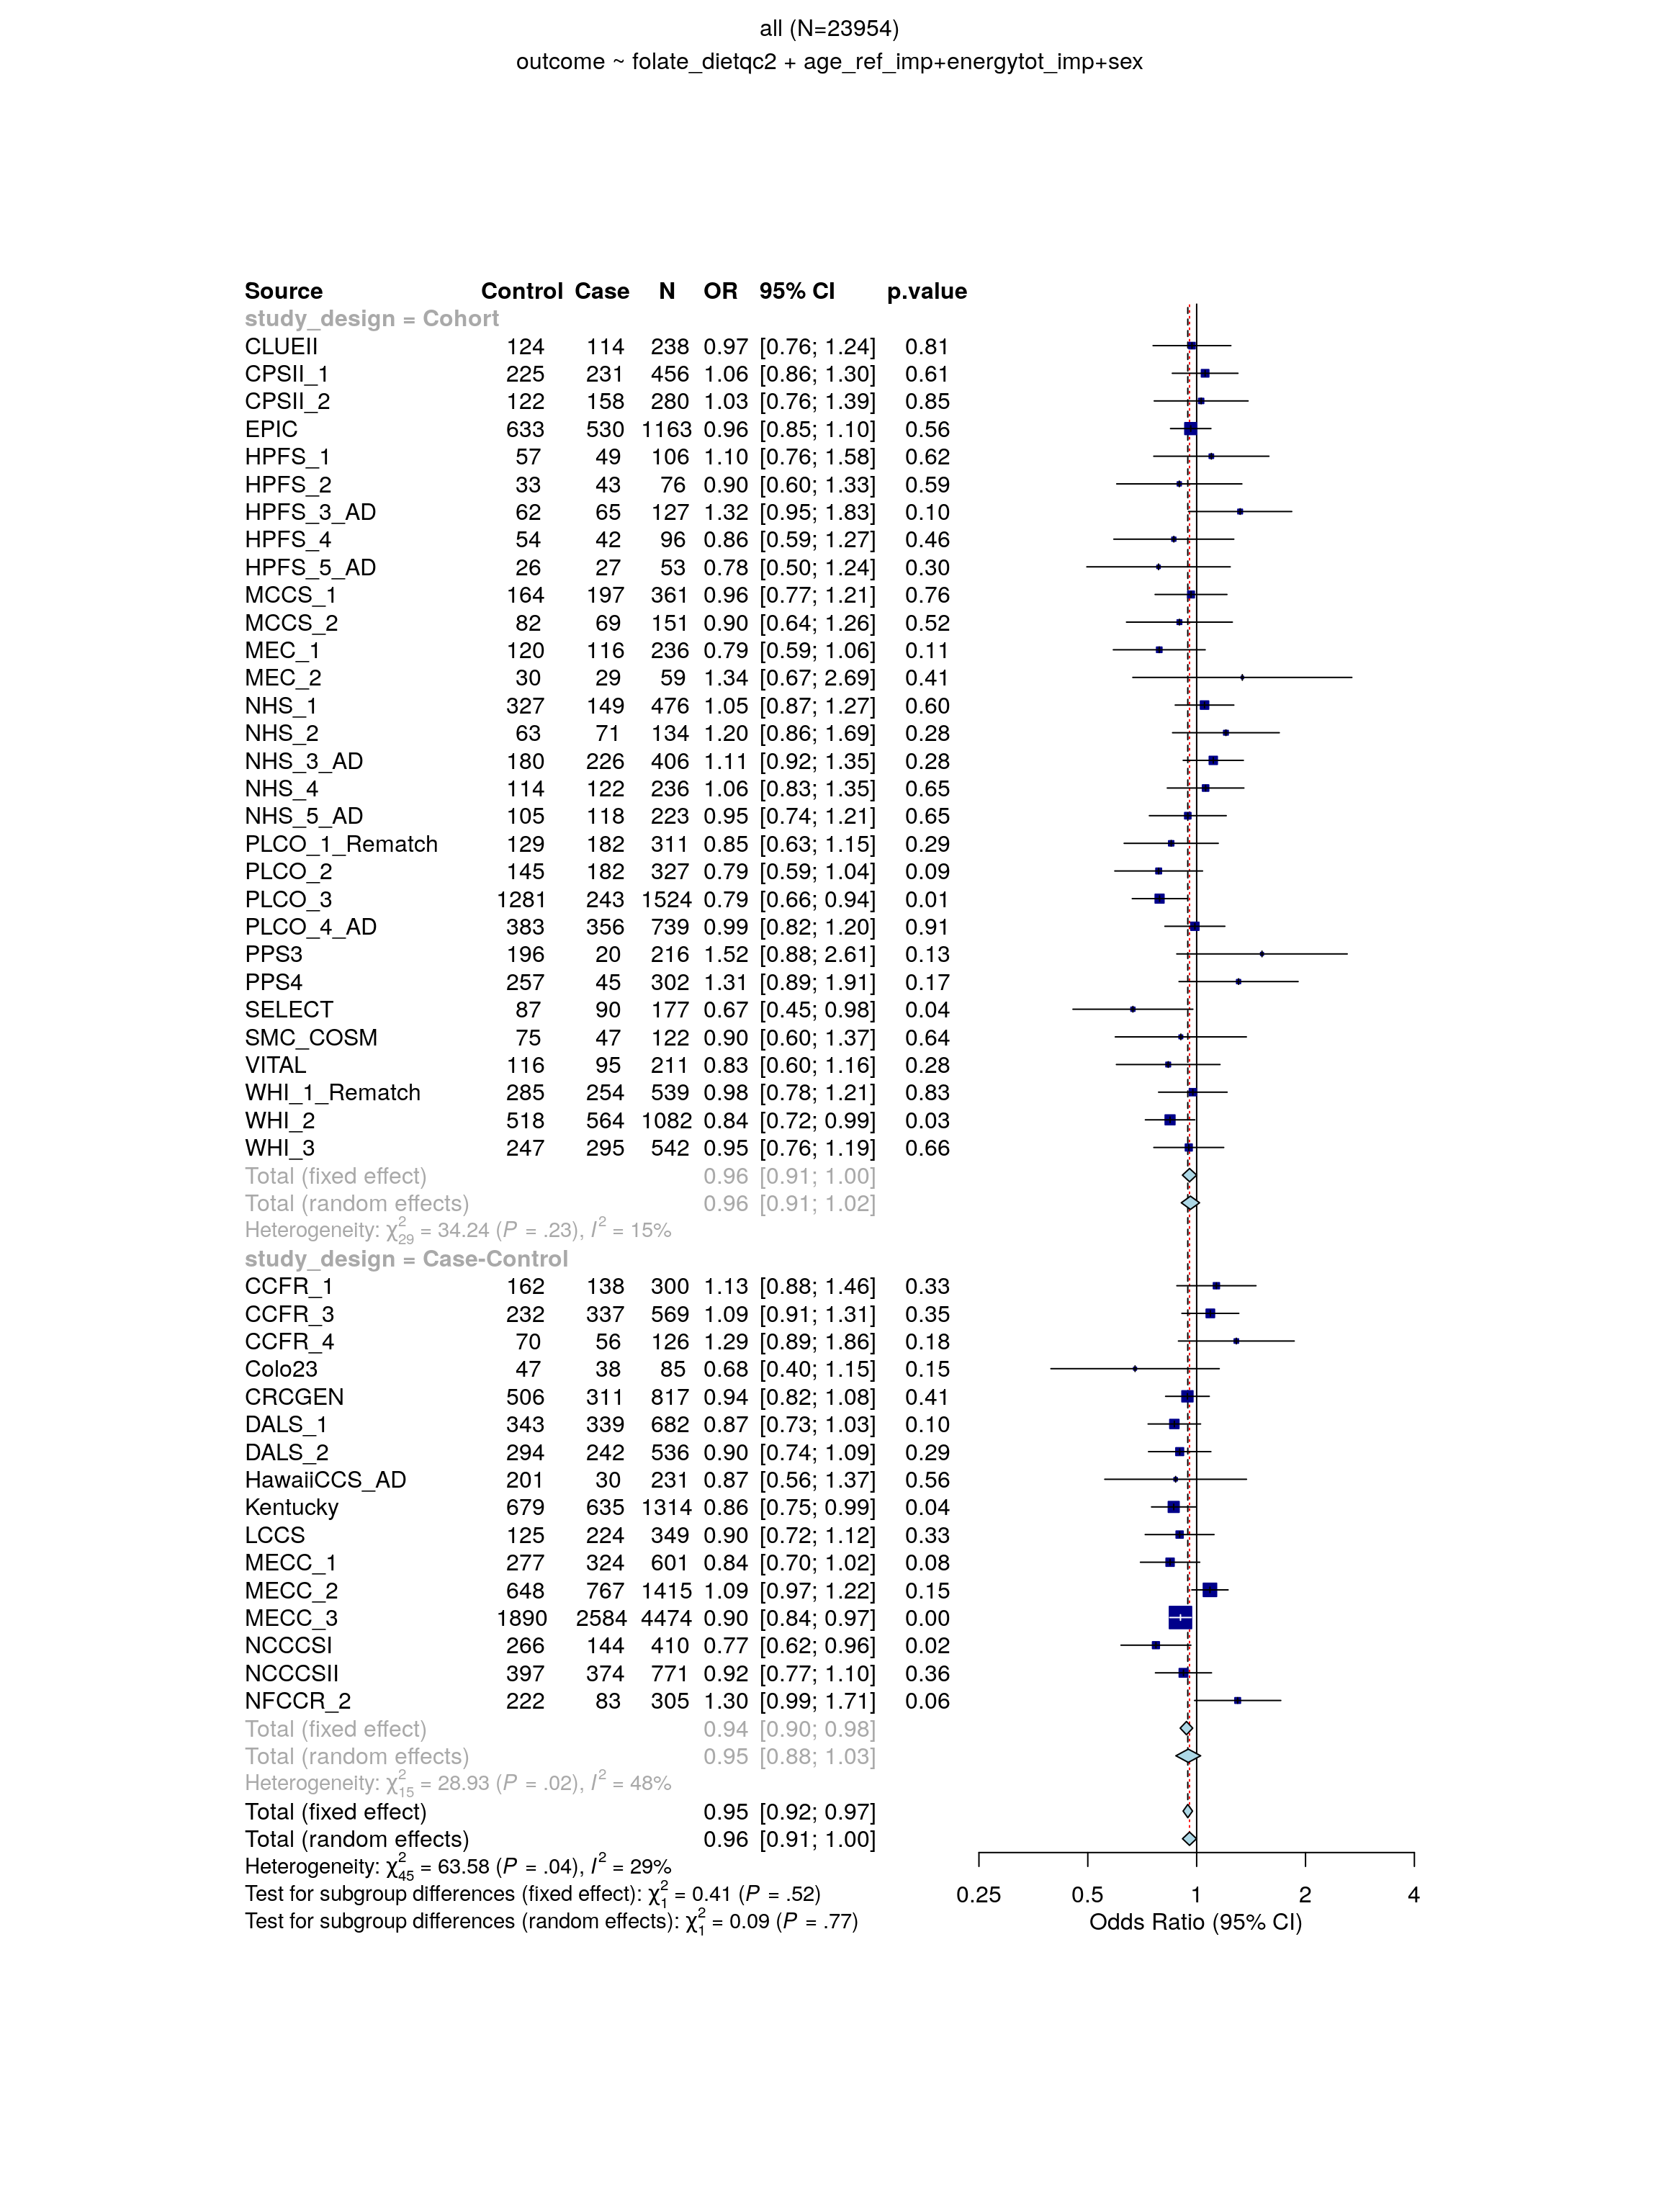 all (N=23954)
outcome ~ folate_dietqc2 + age_ref_imp+energytot_imp+sex
Source Control Case N OR 95% CI p.value
study_design = Cohort
CLUEII 124 114 238 0.97 [0.76; 1.24] 0.81
CPSII_1 225 231 456 1.06 [0.86; 1.30] 0.61
CPSII_2 122 158 280 1.03 [0.76; 1.39] 0.85
EPIC 633 530 1163 0.96 [0.85; 1.10] 0.56
HPFS_1 57 49 106 1.10 [0.76; 1.58] 0.62
HPFS_2 33 43 76 0.90 [0.60; 1.33] 0.59
HPFS_3_AD 62 65 127 1.32 [0.95; 1.83] 0.10
HPFS_4 54 42 96 0.86 [0.59; 1.27] 0.46
HPFS_5_AD 26 27 53 0.78 [0.50; 1.24] 0.30
MCCS_1 164 197 361 0.96 [0.77; 1.21] 0.76
MCCS_2 82 69 151 0.90 [0.64; 1.26] 0.52
MEC_1 120 116 236 0.79 [0.59; 1.06] 0.11
MEC_2 30 29 59 1.34 [0.67; 2.69] 0.41
NHS_1 327 149 476 1.05 [0.87; 1.27] 0.60
NHS_2 63 71 134 1.20 [0.86; 1.69] 0.28
NHS_3_AD 180 226 406 1.11 [0.92; 1.35] 0.28
NHS_4 114 122 236 1.06 [0.83; 1.35] 0.65
NHS_5_AD 105 118 223 0.95 [0.74; 1.21] 0.65
PLCO_1_Rematch 129 182 311 0.85 [0.63; 1.15] 0.29
PLCO_2 145 182 327 0.79 [0.59; 1.04] 0.09
PLCO_3 1281 243 1524 0.79 [0.66; 0.94] 0.01
PLCO_4_AD 383 356 739 0.99 [0.82; 1.20] 0.91
PPS3 196 20 216 1.52 [0.88; 2.61] 0.13
PPS4 257 45 302 1.31 [0.89; 1.91] 0.17
SELECT 87 90 177 0.67 [0.45; 0.98] 0.04
SMC_COSM 75 47 122 0.90 [0.60; 1.37] 0.64
VITAL 116 95 211 0.83 [0.60; 1.16] 0.28
WHI_1_Rematch 285 254 539 0.98 [0.78; 1.21] 0.83
WHI_2 518 564 1082 0.84 [0.72; 0.99] 0.03
WHI_3 247 295 542 0.95 [0.76; 1.19] 0.66
Total (fixed effect) 0.96 [0.91; 1.00]
Total (random effects) 0.96 [0.91; 1.02]
Heterogeneity: χ²₂₉ = 34.24 (P = .23), I² = 15%
study_design = Case-Control
CCFR_1 162 138 300 1.13 [0.88; 1.46] 0.33
CCFR_3 232 337 569 1.09 [0.91; 1.31] 0.35
CCFR_4 70 56 126 1.29 [0.89; 1.86] 0.18
Colo23 47 38 85 0.68 [0.40; 1.15] 0.15
CRCGEN 506 311 817 0.94 [0.82; 1.08] 0.41
DALS_1 343 339 682 0.87 [0.73; 1.03] 0.10
DALS_2 294 242 536 0.90 [0.74; 1.09] 0.29
HawaiiCCS_AD 201 30 231 0.87 [0.56; 1.37] 0.56
Kentucky 679 635 1314 0.86 [0.75; 0.99] 0.04
LCCS 125 224 349 0.90 [0.72; 1.12] 0.33
MECC_1 277 324 601 0.84 [0.70; 1.02] 0.08
MECC_2 648 767 1415 1.09 [0.97; 1.22] 0.15
MECC_3 1890 2584 4474 0.90 [0.84; 0.97] 0.00
NCCCSI 266 144 410 0.77 [0.62; 0.96] 0.02
NCCCSII 397 374 771 0.92 [0.77; 1.10] 0.36
NFCCR_2 222 83 305 1.30 [0.99; 1.71] 0.06
Total (fixed effect) 0.94 [0.90; 0.98]
Total (random effects) 0.95 [0.88; 1.03]
Heterogeneity: χ²₁₅ = 28.93 (P = .02), I² = 48%
Total (fixed effect) 0.95 [0.92; 0.97]
Total (random effects) 0.96 [0.91; 1.00]
Heterogeneity: χ²₄₅ = 63.58 (P = .04), I² = 29%
Test for subgroup differences (fixed effect): χ²₁ = 0.41 (P = .52)
Test for subgroup differences (random effects): χ²₁ = 0.09 (P = .77)
0.25 0.5 1 2 4
Odds Ratio (95% CI)